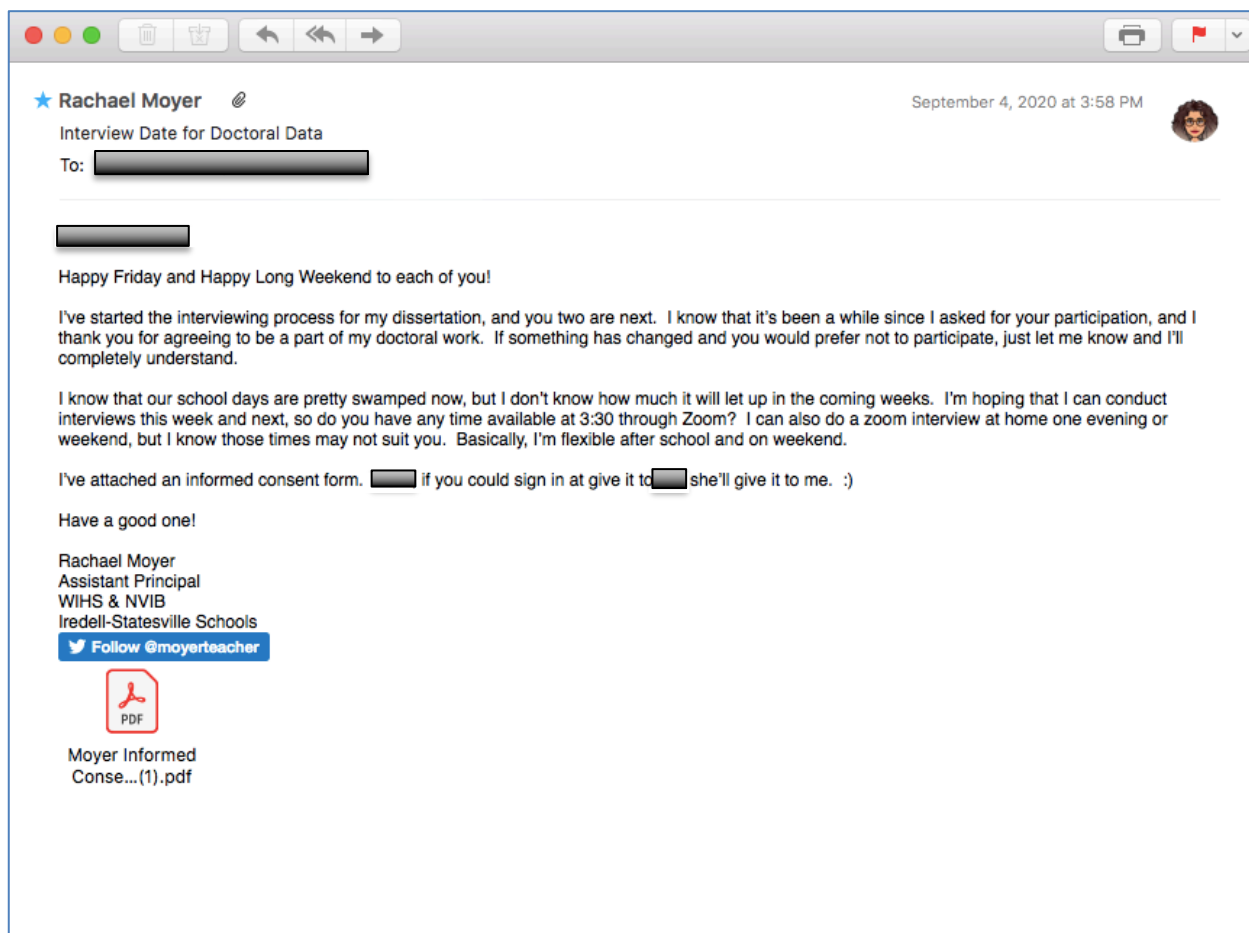 Rachael Moyer
September 4, 2020 at 3:58 PM
Interview Date for Doctoral Data
To:
Happy Friday and Happy Long Weekend to each of you!
I've started the interviewing process for my dissertation, and you two are next.  I know that it's been a while since I asked for your participation, and I
thank you for agreeing to be a part of my doctoral work.  If something has changed and you would prefer not to participate, just let me know and I'll
completely understand.
I know that our school days are pretty swamped now, but I don't know how much it will let up in the coming weeks.  I'm hoping that I can conduct
interviews this week and next, so do you have any time available at 3:30 through Zoom?  I can also do a zoom interview at home one evening or
weekend, but I know those times may not suit you.  Basically, I'm flexible after school and on weekend.
I've attached an informed consent form. if you could sign in at give it to she'll give it to me.  :)
Have a good one!
Rachael Moyer
Assistant Principal
WIHS & NVIB
Iredell-Statesville Schools
Follow @moyerteacher
PDF
Moyer Informed
Conse...(1).pdf